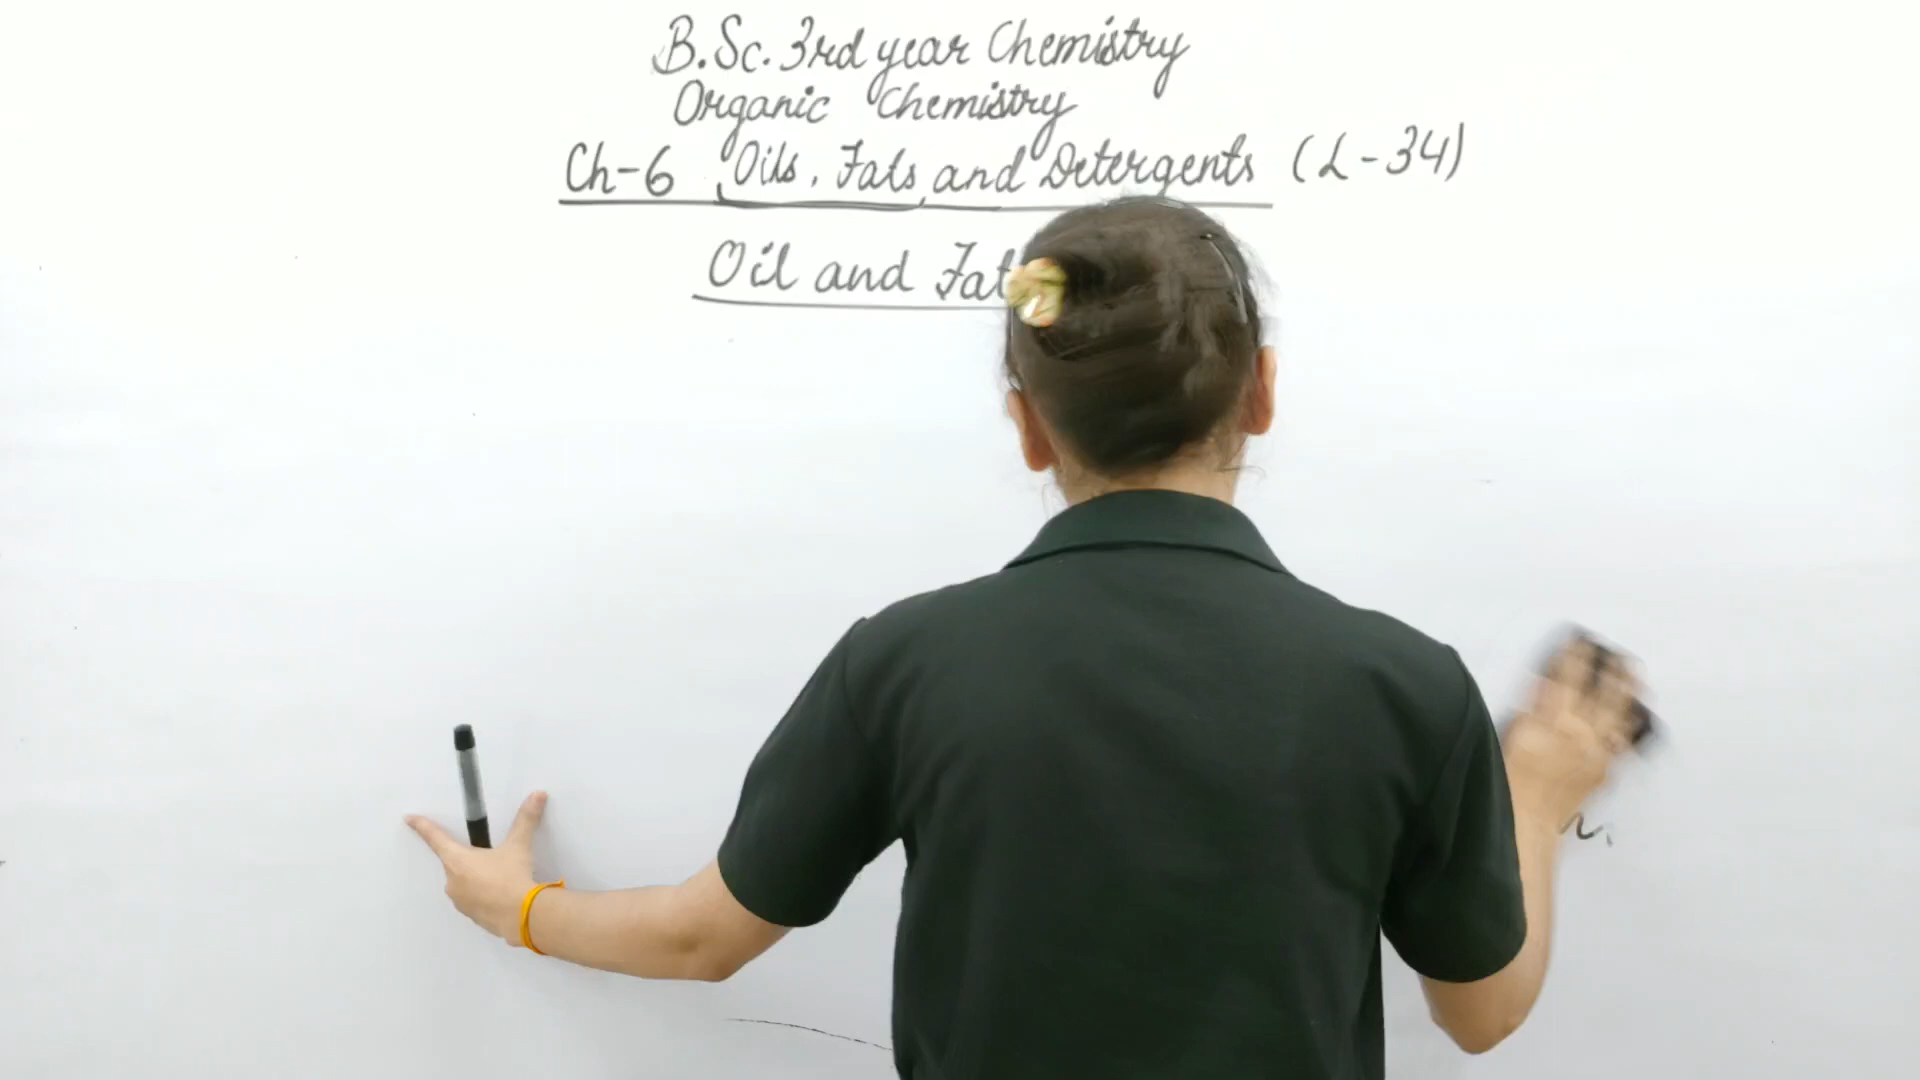 B.Sc. 3rd year Chemistry
Organic Chemistry
Ch-6 Oils, Fats and Detergents (L-34)
Oil and Fat